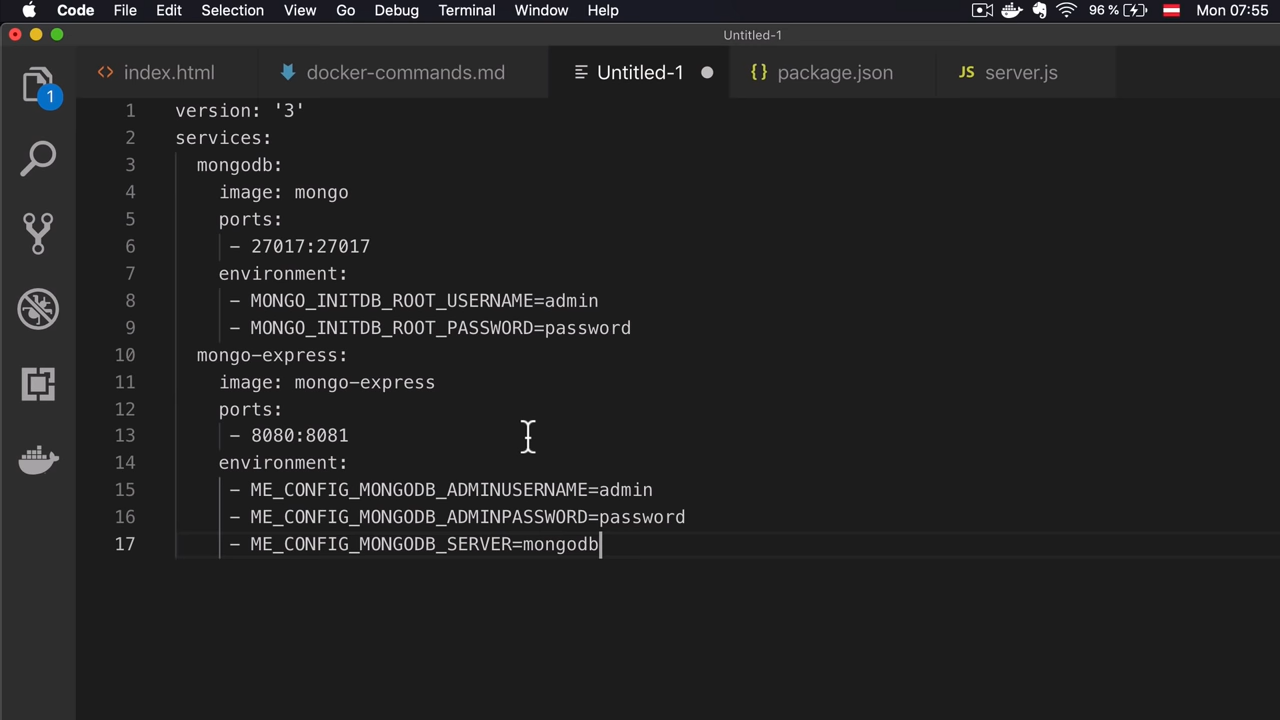 Code File Edit Selection View Go Debug Terminal Window Help 96 % Mon 07:55
Untitled-1
index.html docker-commands.md Untitled-1 {} package.json JS server.js
1
1 version: '3'
2 services:
3 mongodb:
4 image: mongo
5 ports:
6 - 27017:27017
7 environment:
8 - MONGO_INITDB_ROOT_USERNAME=admin
9 - MONGO_INITDB_ROOT_PASSWORD=password
10 mongo-express:
11 image: mongo-express
12 ports:
13 - 8080:8081
14 environment:
15 - ME_CONFIG_MONGODB_ADMINUSERNAME=admin
16 - ME_CONFIG_MONGODB_ADMINPASSWORD=password
17 - ME_CONFIG_MONGODB_SERVER=mongodb